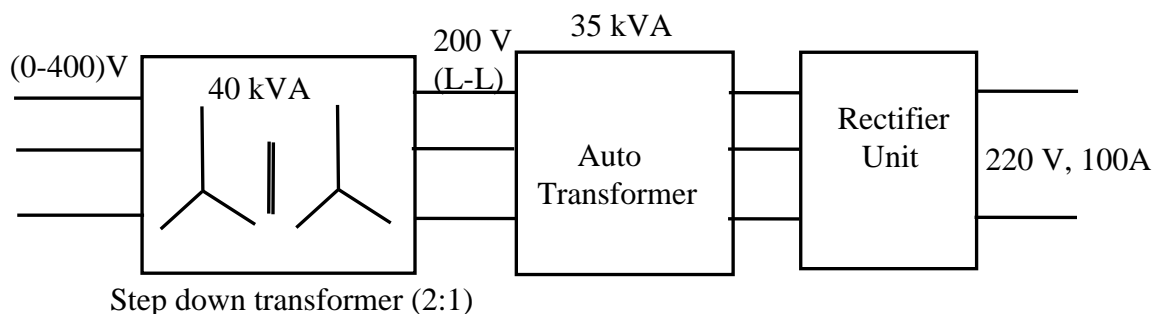 (0-400)V
40 kVA
200 V
(L-L)
35 kVA
Auto
Transformer
Rectifier
Unit
220 V, 100A
Step down transformer (2:1)